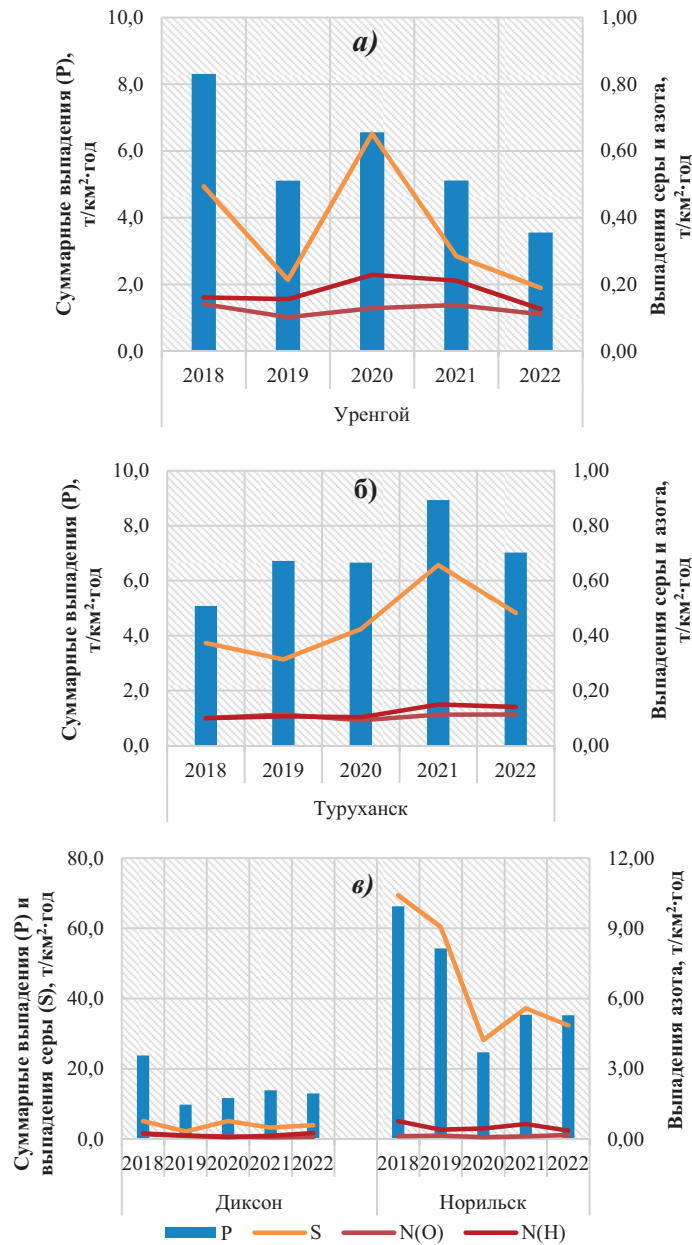 а)
Суммарные выпадения (P),
т/км²·год
10,0
8,0
6,0
4,0
2,0
0,0
1,00
0,80
0,60
0,40
0,20
0,00
Выпадения серы и азота,
т/км²·год
2018 2019 2020 2021 2022
Уренгой
б)
Суммарные выпадения (P),
т/км²·год
10,0
8,0
6,0
4,0
2,0
0,0
1,00
0,80
0,60
0,40
0,20
0,00
Выпадения серы и азота,
т/км²·год
2018 2019 2020 2021 2022
Туруханск
в)
Суммарные выпадения (P) и
выпадения серы (S), т/км²·год
80,0
60,0
40,0
20,0
0,0
12,00
9,00
6,00
3,00
0,00
Выпадения азота, т/км²·год
2018 2019 2020 2021 2022 2018 2019 2020 2021 2022
Диксон Норильск
P S N(O) N(H)